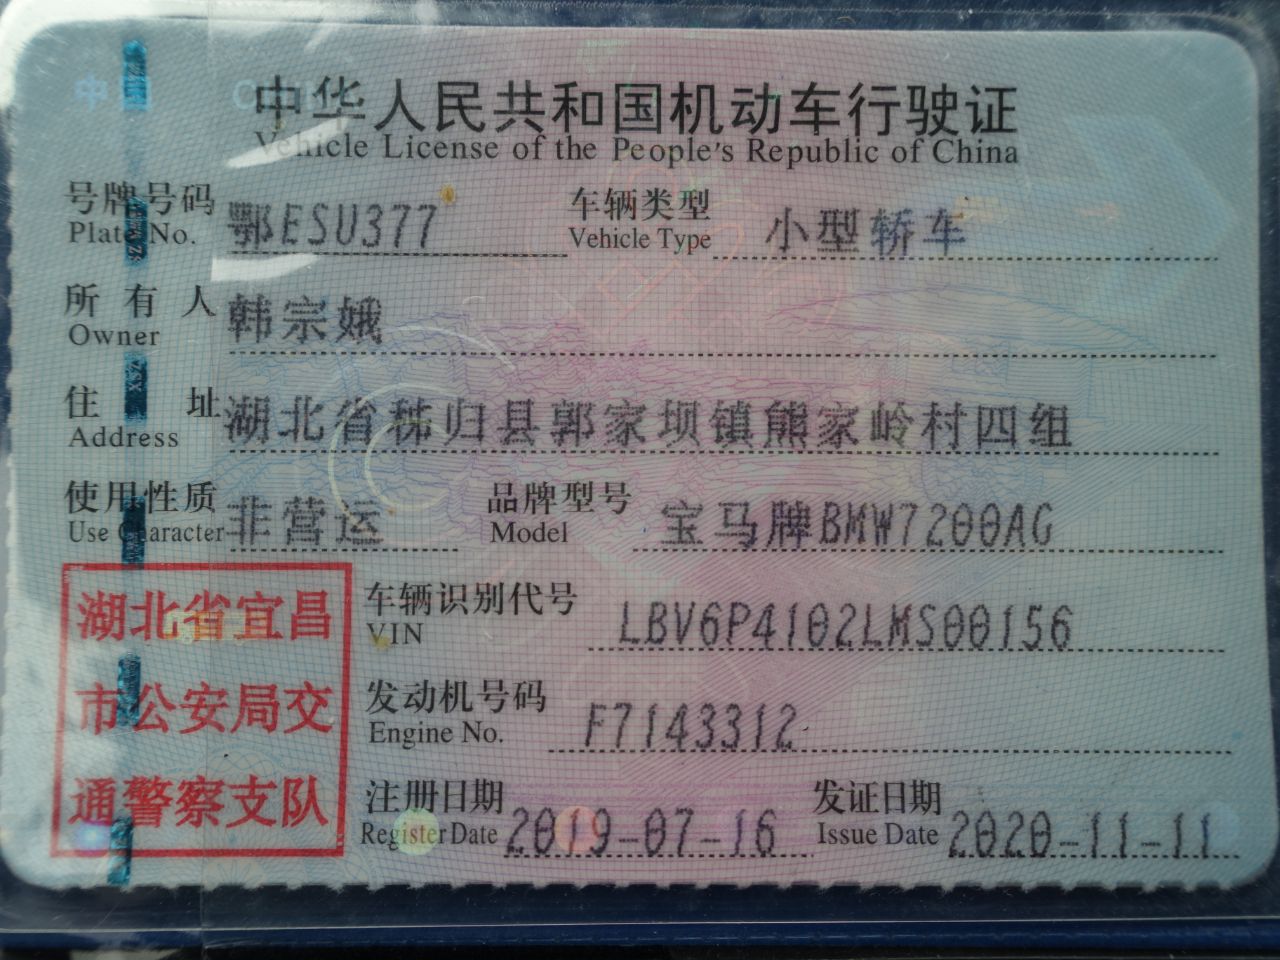 中华人民共和国机动车行驶证
Vehicle License of the People's Republic of China
号牌号码 鄂ESU377 车辆类型 小型轿车
Plate No. Vehicle Type
所有人 韩宗娥
Owner
住址 湖北省秭归县郭家坝镇熊家岭村四组
Address
使用性质 非营运 品牌型号 宝马牌BMW7200AG
Use Character Model
湖北省宜昌
市公安局交
通警察支队
车辆识别代号 LBV6P4102LMS00156
VIN
发动机号码 F7143312
Engine No.
注册日期 2019-07-16 发证日期 2020-11-11
Register Date Issue Date